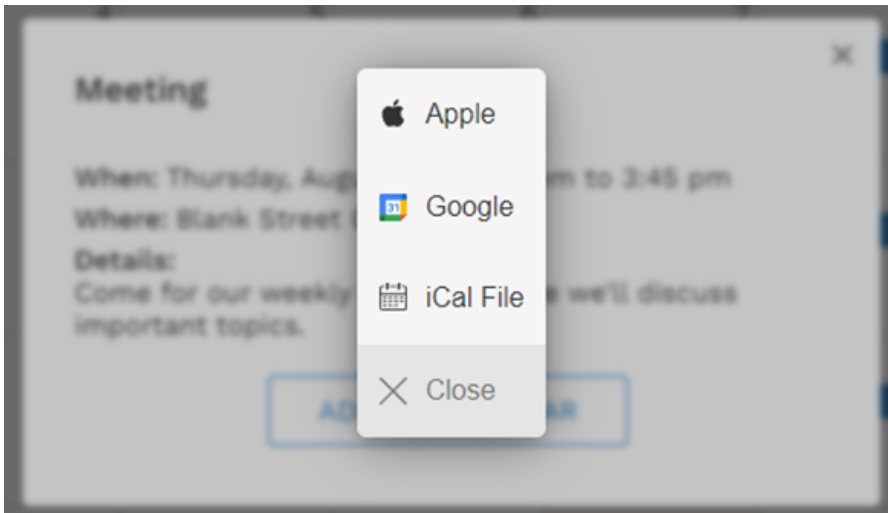 Meeting
When: Thursday, to 3:45 pm
Where: Blank Street
Details:
Come for our weekly we'll discuss
important topics.
Apple
31
Google
iCal File
Close